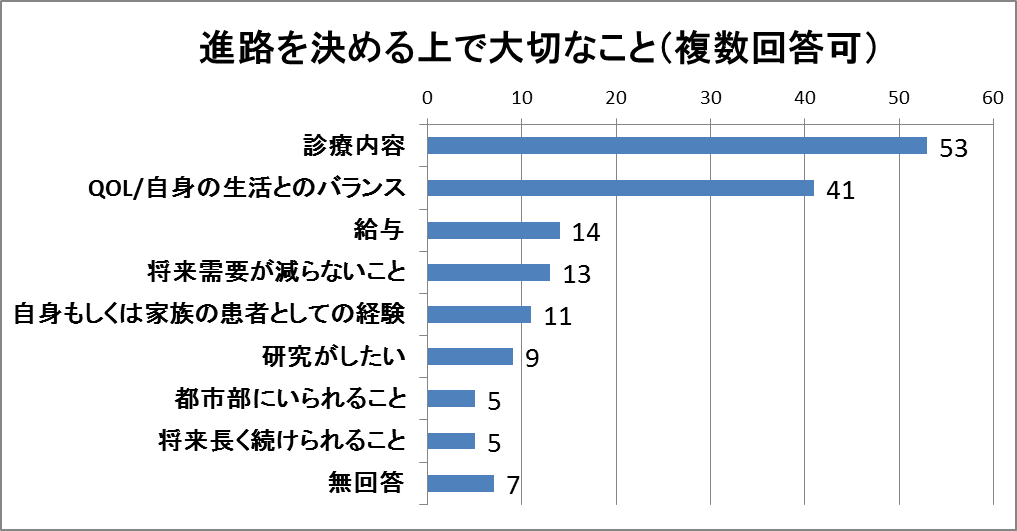 進路を決める上で大切なこと（複数回答可）
0 10 20 30 40 50 60
診療内容 53
QOL/自身の生活とのバランス 41
給与 14
将来需要が減らないこと 13
自身もしくは家族の患者としての経験 11
研究がしたい 9
都市部にいられること 5
将来長く続けられること 5
無回答 7